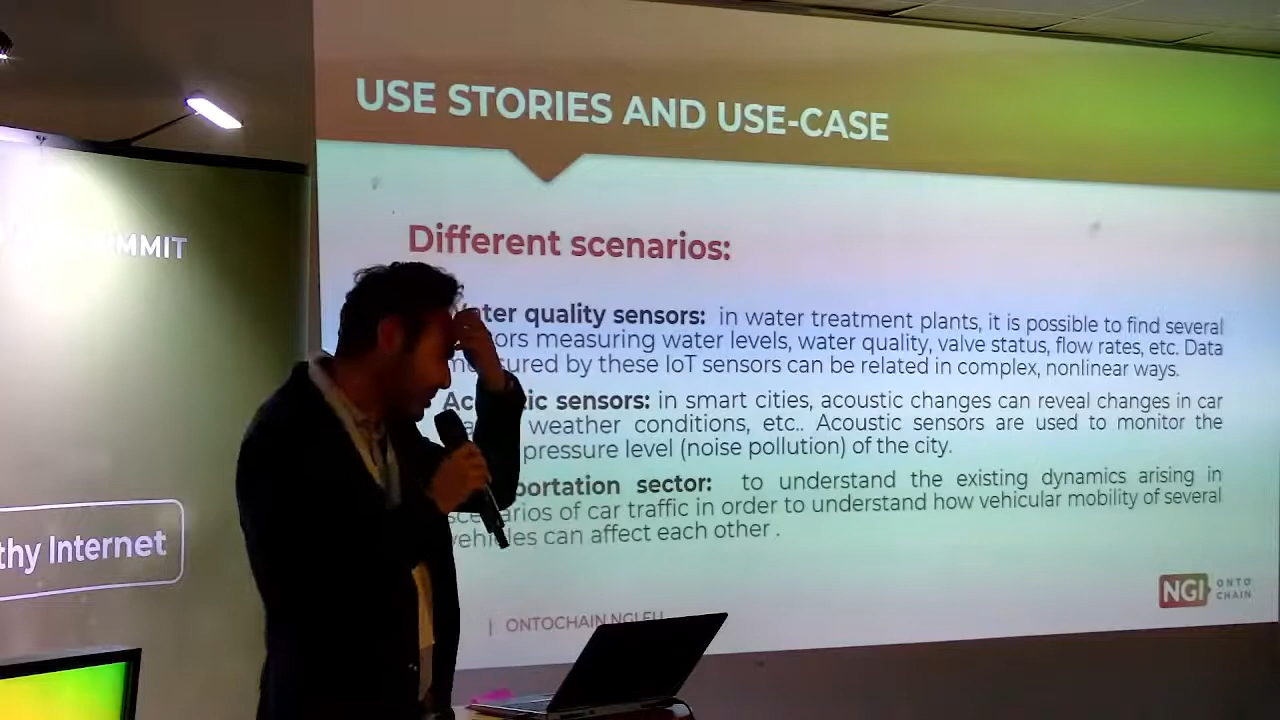 USE STORIES AND USE-CASE
MMIT
Different scenarios:
ater quality sensors: in water treatment plants, it is possible to find several
ors measuring water levels, water quality, valve status, flow rates, etc. Data
measured by these IoT sensors can be related in complex, nonlinear ways.
Ac tic sensors: in smart cities, acoustic changes can reveal changes in car
weather conditions, etc.. Acoustic sensors are used to monitor the
pressure level (noise pollution) of the city.
portation sector: to understand the existing dynamics arising in
scenarios of car traffic in order to understand how vehicular mobility of several
vehicles can affect each other .
thy Internet
NGI ONTO
CHAIN
| ONTOCHAIN.NGI.EU